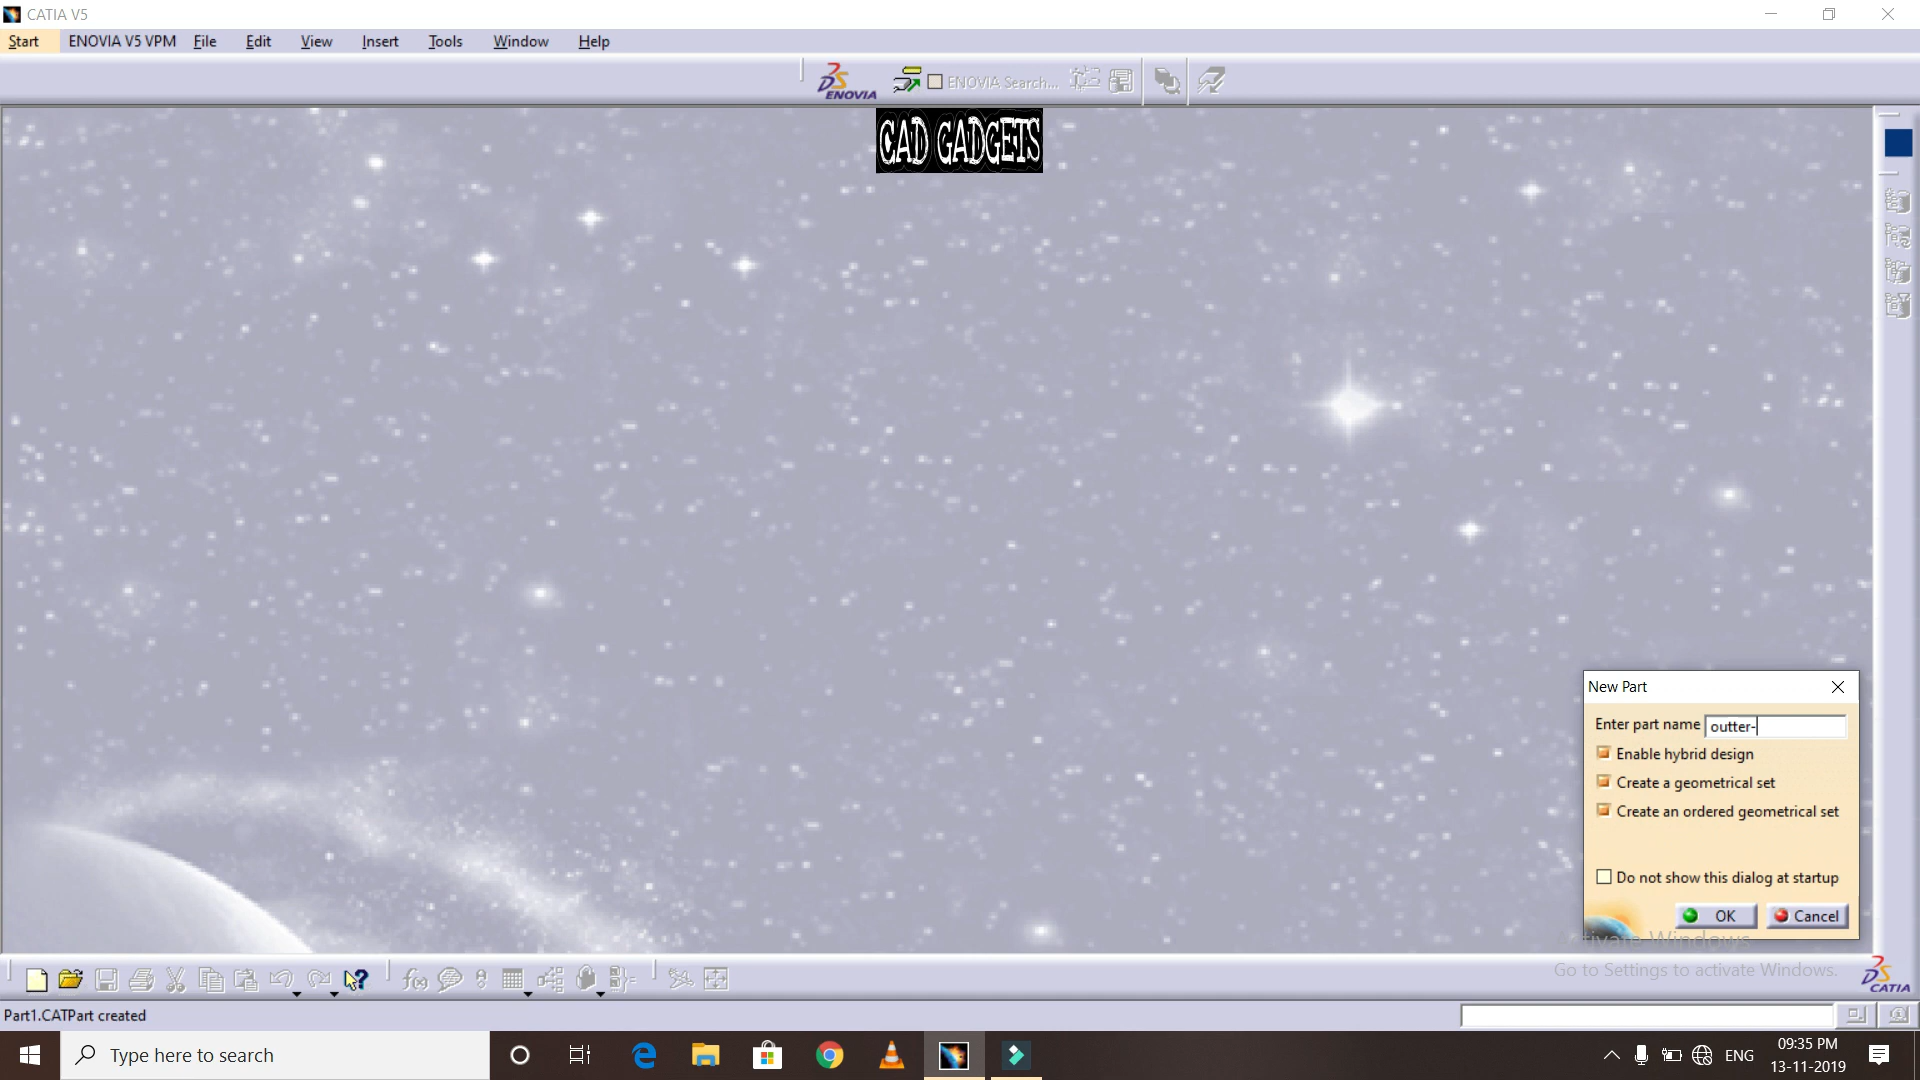 CATIA V5
Start ENOVIA V5 VPM File Edit View Insert Tools Window Help
ENOVIA
ENOVIA Search...
CAD GADGETS
New Part
Enter part name outter-
Enable hybrid design
Create a geometrical set
Create an ordered geometrical set
Do not show this dialog at startup
OK Cancel
Activate Windows
Go to Settings to activate Windows.
CATIA
Part1.CATPart created
Type here to search
ENG
09:35 PM
13-11-2019